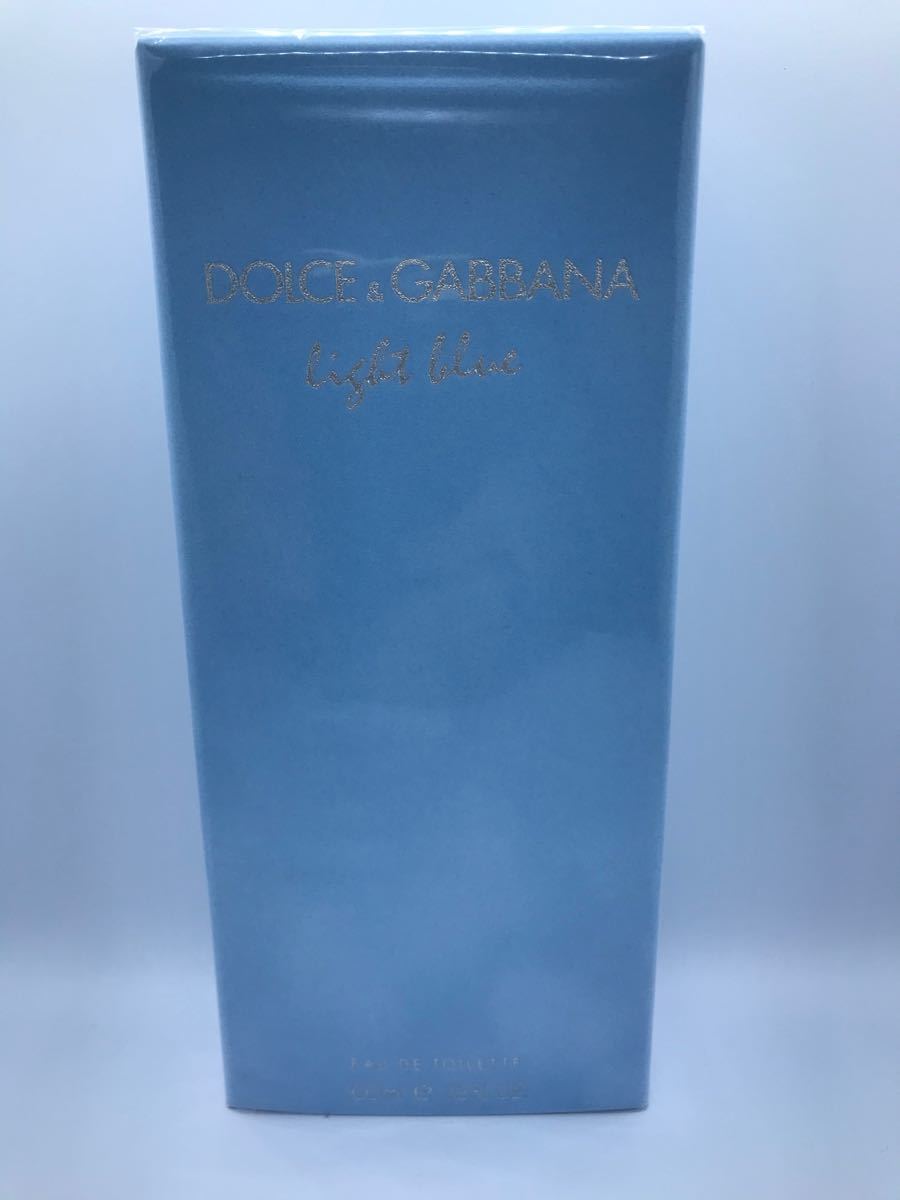 DOLCE & GABBANA
light blue
EAU DE TOILETTE